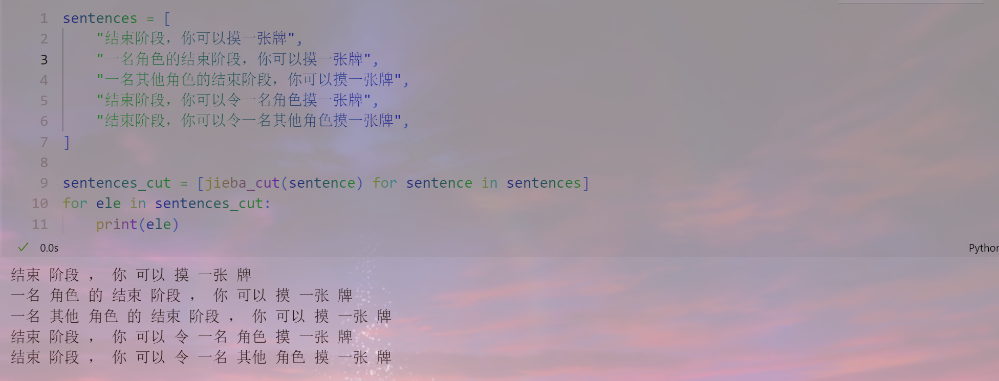 1 sentences = [
2 "结束阶段，你可以摸一张牌",
3 "一名角色的结束阶段，你可以摸一张牌",
4 "一名其他角色的结束阶段，你可以摸一张牌",
5 "结束阶段，你可以令一名角色摸一张牌",
6 "结束阶段，你可以令一名其他角色摸一张牌",
7 ]
8
9 sentences_cut = [jieba_cut(sentence) for sentence in sentences]
10 for ele in sentences_cut:
11 print(ele)
0.0s
Python
结束 阶段 ， 你 可以 摸 一张 牌
一名 角色 的 结束 阶段 ， 你 可以 摸 一张 牌
一名 其他 角色 的 结束 阶段 ， 你 可以 摸 一张 牌
结束 阶段 ， 你 可以 令 一名 角色 摸 一张 牌
结束 阶段 ， 你 可以 令 一名 其他 角色 摸 一张 牌